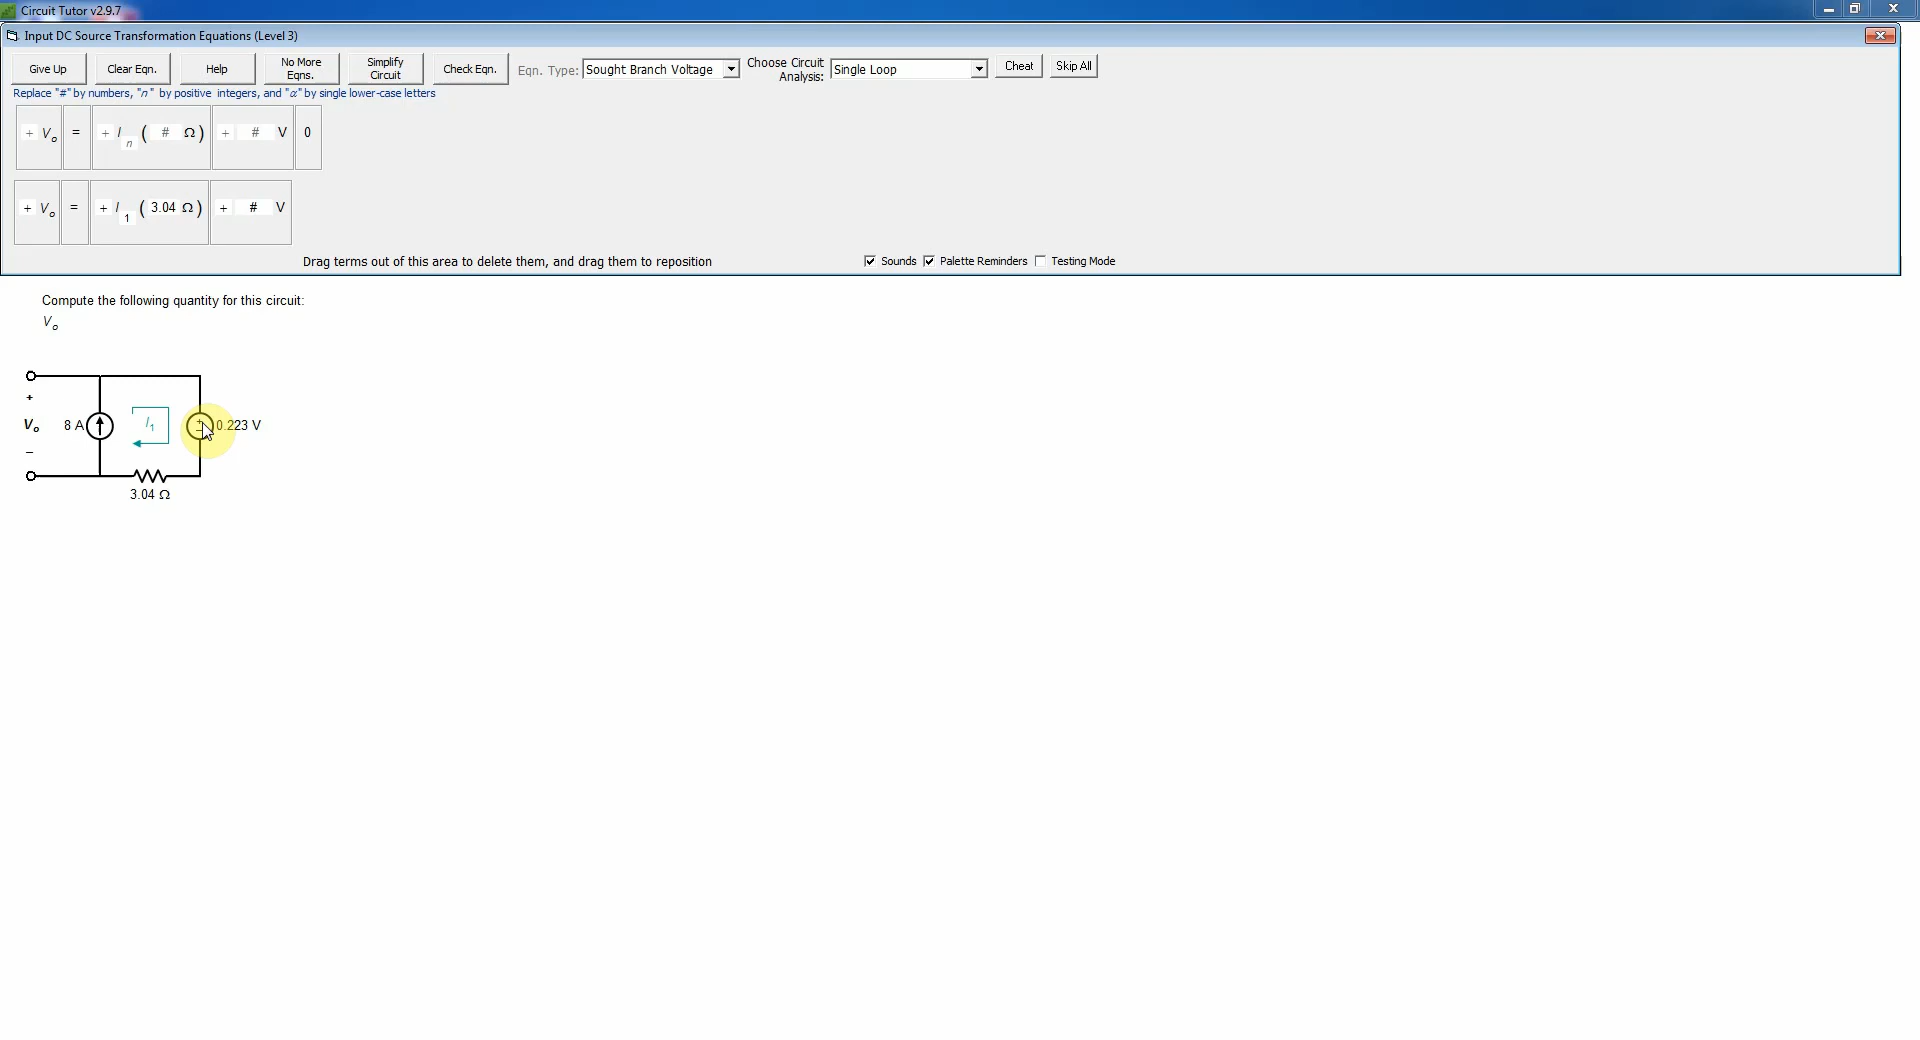 Circuit Tutor v2.9.7
Input DC Source Transformation Equations (Level 3)
Give Up
Clear Eqn.
Help
No More
Eqns.
Simplify
Circuit
Check Eqn.
Eqn. Type: Sought Branch Voltage
Choose Circuit
Analysis:
Single Loop
Cheat
Skip All
Replace "#" by numbers, "n" by positive integers, and "α" by single lower-case letters
+ Vo = + In ( # Ω ) + # V 0
+ Vo = + I1 ( 3.04 Ω ) + # V
Drag terms out of this area to delete them, and drag them to reposition
Sounds
Palette Reminders
Testing Mode
Compute the following quantity for this circuit:
Vo
+
Vo
−
8 A
I1
+
−
0.223 V
3.04 Ω